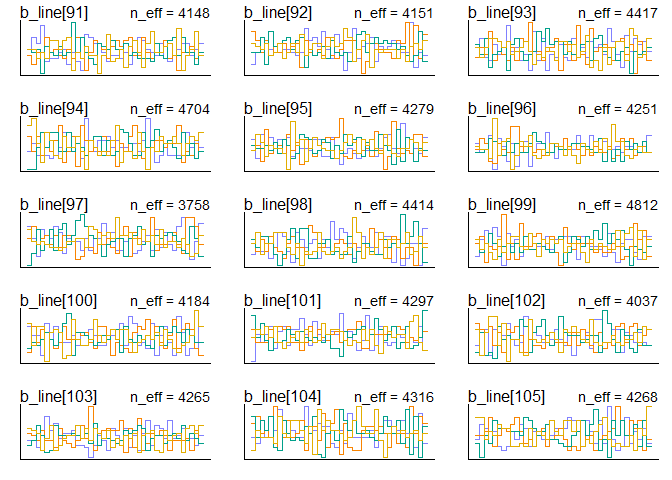 b_line[91] n_eff = 4148 b_line[92] n_eff = 4151 b_line[93] n_eff = 4417
b_line[94] n_eff = 4704 b_line[95] n_eff = 4279 b_line[96] n_eff = 4251
b_line[97] n_eff = 3758 b_line[98] n_eff = 4414 b_line[99] n_eff = 4812
b_line[100] n_eff = 4184 b_line[101] n_eff = 4297 b_line[102] n_eff = 4037
b_line[103] n_eff = 4265 b_line[104] n_eff = 4316 b_line[105] n_eff = 4268